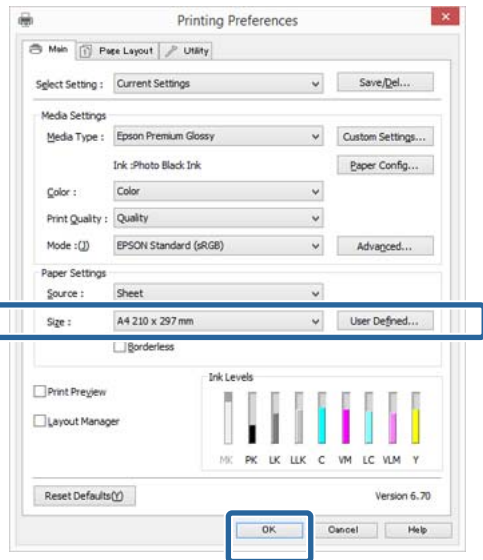 Printing Preferences
Main Page Layout Utility
Select Setting : Current Settings Save/Del...
Media Settings
Media Type : Epson Premium Glossy Custom Settings...
Ink :Photo Black Ink Paper Config...
Color : Color
Print Quality : Quality
Mode :(J) EPSON Standard (sRGB) Advanced...
Paper Settings
Source : Sheet
Size : A4 210 x 297 mm User Defined...
Borderless
Ink Levels
Print Preview
Layout Manager
MK PK LK LLK C VM LC VLM Y
Reset Defaults(Y) Version 6.70
OK Cancel Help